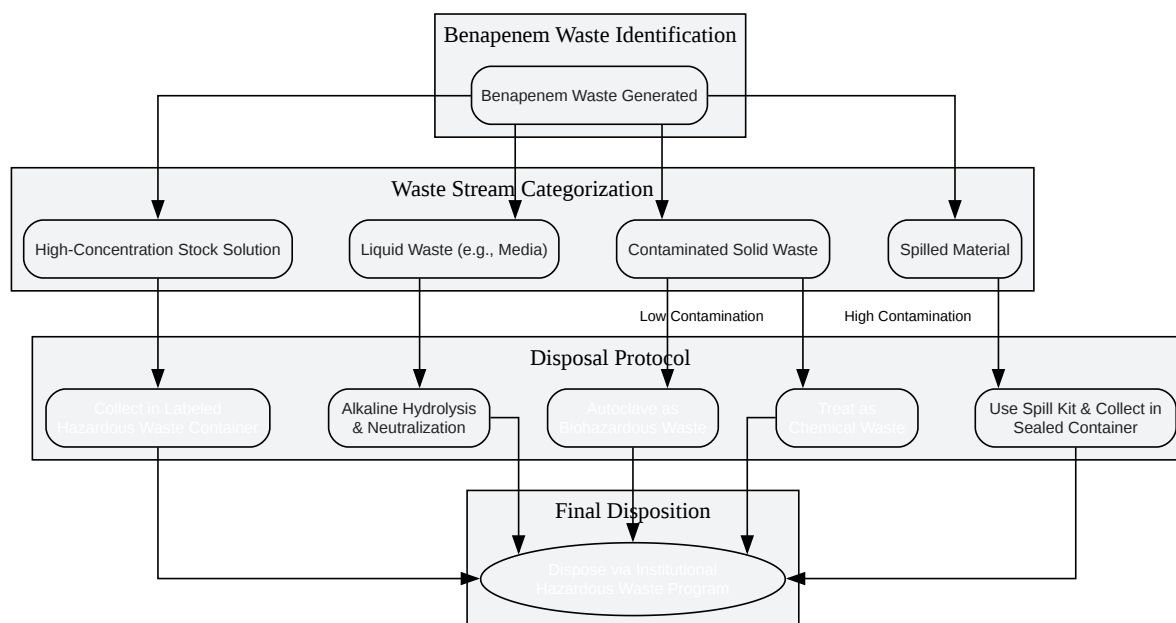 Benapenem Waste Identification
Benapenem Waste Generated
Waste Stream Categorization
High-Concentration Stock Solution
Liquid Waste (e.g., Media)
Contaminated Solid Waste
Spilled Material
Low Contamination
High Contamination
Disposal Protocol
Collect in Labeled
Hazardous Waste Container
Alkaline Hydrolysis
& Neutralization
Autoclave as
Biohazardous Waste
Treat as
Chemical Waste
Use Spill Kit & Collect in
Sealed Container
Final Disposition
Dispose via Institutional
Hazardous Waste Program